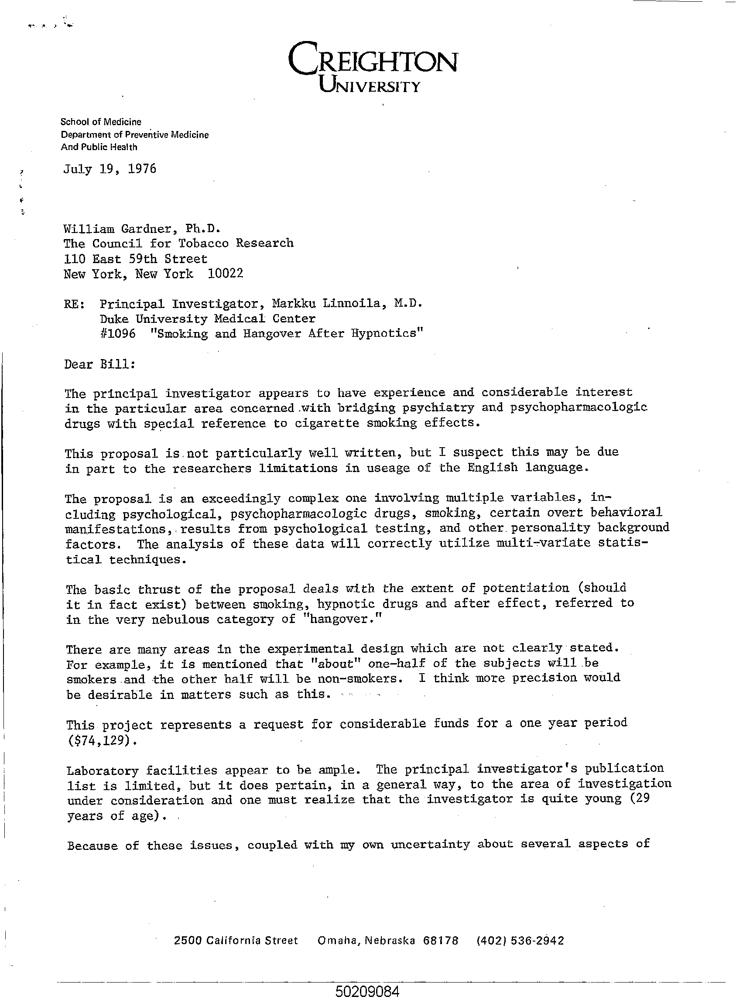 CREIGHTON
UNIVERSITY
School of Medicine
Department of Preventive Medicine
And Public Health
July 19, 1976
William Gardner, Ph.D.
The Council for Tobacco Research
110 East 59th Street
New York, New York 10022
RE: Principal Investigator, Markku Linnoila, M.D.
Duke University Medical Center
#1096 "Smoking and Hangover After Hypnotics"
Dear Bill:
The principal investigator appears to have experience and considerable interest
in the particular area concerned with bridging psychiatry and psychopharmacologic
drugs with special reference to cigarette smoking effects.
This proposal is not particularly well written, but I suspect this may be due
in part to the researchers limitations in useage of the English language.
The proposal is an exceedingly complex one involving multiple variables, in-
cluding psychological, psychopharmacologic drugs, smoking, certain overt behavioral
manifestations, results from psychological testing, and other personality background
factors. The analysis of these data will correctly utilize multi-variate statis-
tical techniques.
The basic thrust of the proposal deals with the extent of potentiation (should
it in fact exist) between smoking, hypnotic drugs and after effect, referred to
in the very nebulous category of "hangover."
There are many areas in the experimental design which are not clearly stated.
For example, it is mentioned that "about" one-half of the subjects will be
smokers and the other half will be non-smokers. I think more precision would
be desirable in matters such as this.
This project represents a request for considerable funds for a one year period
($74,129).
Laboratory facilities appear to be ample. The principal investigator's publication
list is limited, but it does pertain, in a general way, to the area of investigation
under consideration and one must realize that the investigator is quite young (29
years of age).
Because of these issues, coupled with my own uncertainty about several aspects of
2500 California Street Omaha, Nebraska 68178 (402) 536-2942
50209084